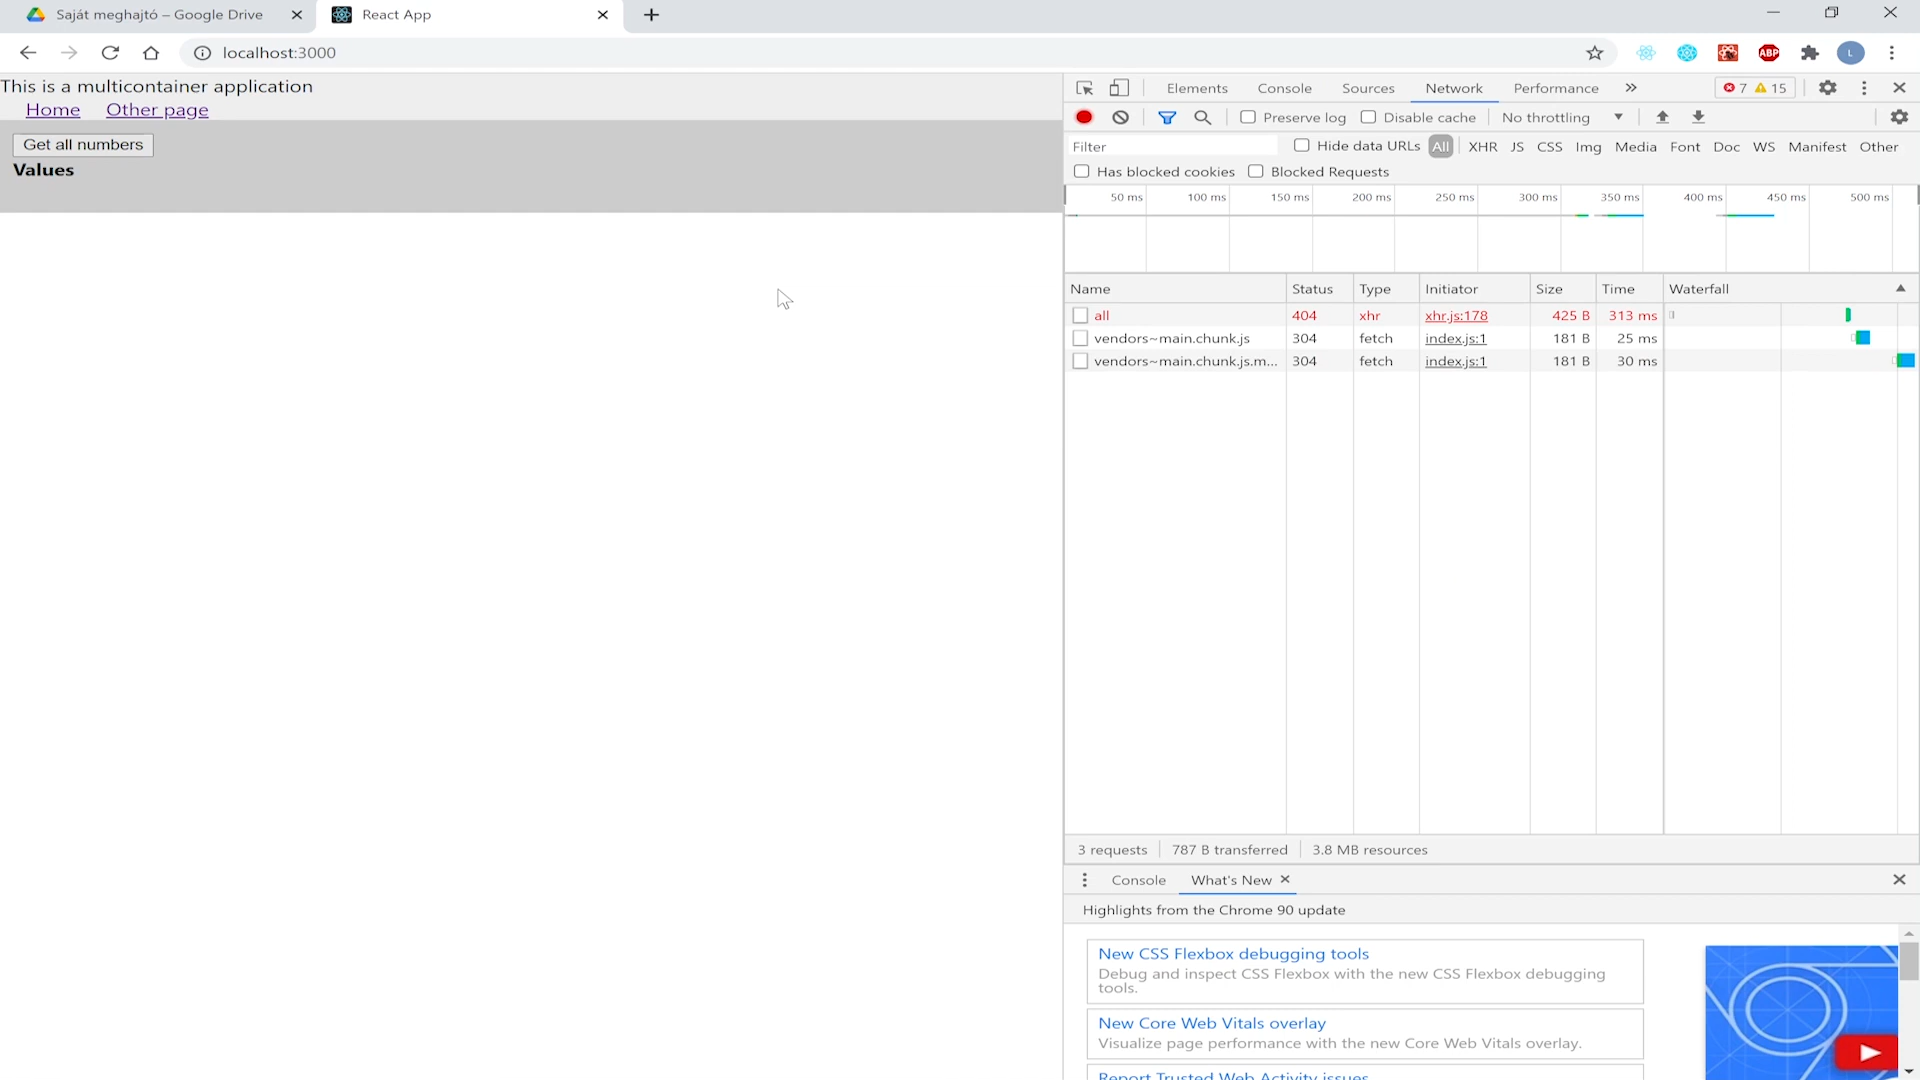 Saját meghajtó – Google Drive
React App
localhost:3000
ABP
L
This is a multicontainer application
Home Other page
Get all numbers
Values
Elements Console Sources Network Performance 7 15
Preserve log Disable cache No throttling
Filter Hide data URLs All XHR JS CSS Img Media Font Doc WS Manifest Other
Has blocked cookies Blocked Requests
50 ms 100 ms 150 ms 200 ms 250 ms 300 ms 350 ms 400 ms 450 ms 500 ms
Name Status Type Initiator Size Time Waterfall
all 404 xhr xhr.js:178 425 B 313 ms
vendors~main.chunk.js 304 fetch index.js:1 181 B 25 ms
vendors~main.chunk.js.m... 304 fetch index.js:1 181 B 30 ms
3 requests 787 B transferred 3.8 MB resources
Console What's New
Highlights from the Chrome 90 update
New CSS Flexbox debugging tools
Debug and inspect CSS Flexbox with the new CSS Flexbox debugging
tools.
New Core Web Vitals overlay
Visualize page performance with the new Core Web Vitals overlay.
Report Trusted Web Activity issues